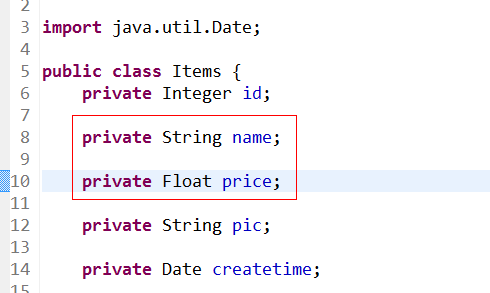 2
3 import java.util.Date;
4
5 public class Items {
6 private Integer id;
7
8 private String name;
9
10 private Float price;
11
12 private String pic;
13
14 private Date createtime;
15